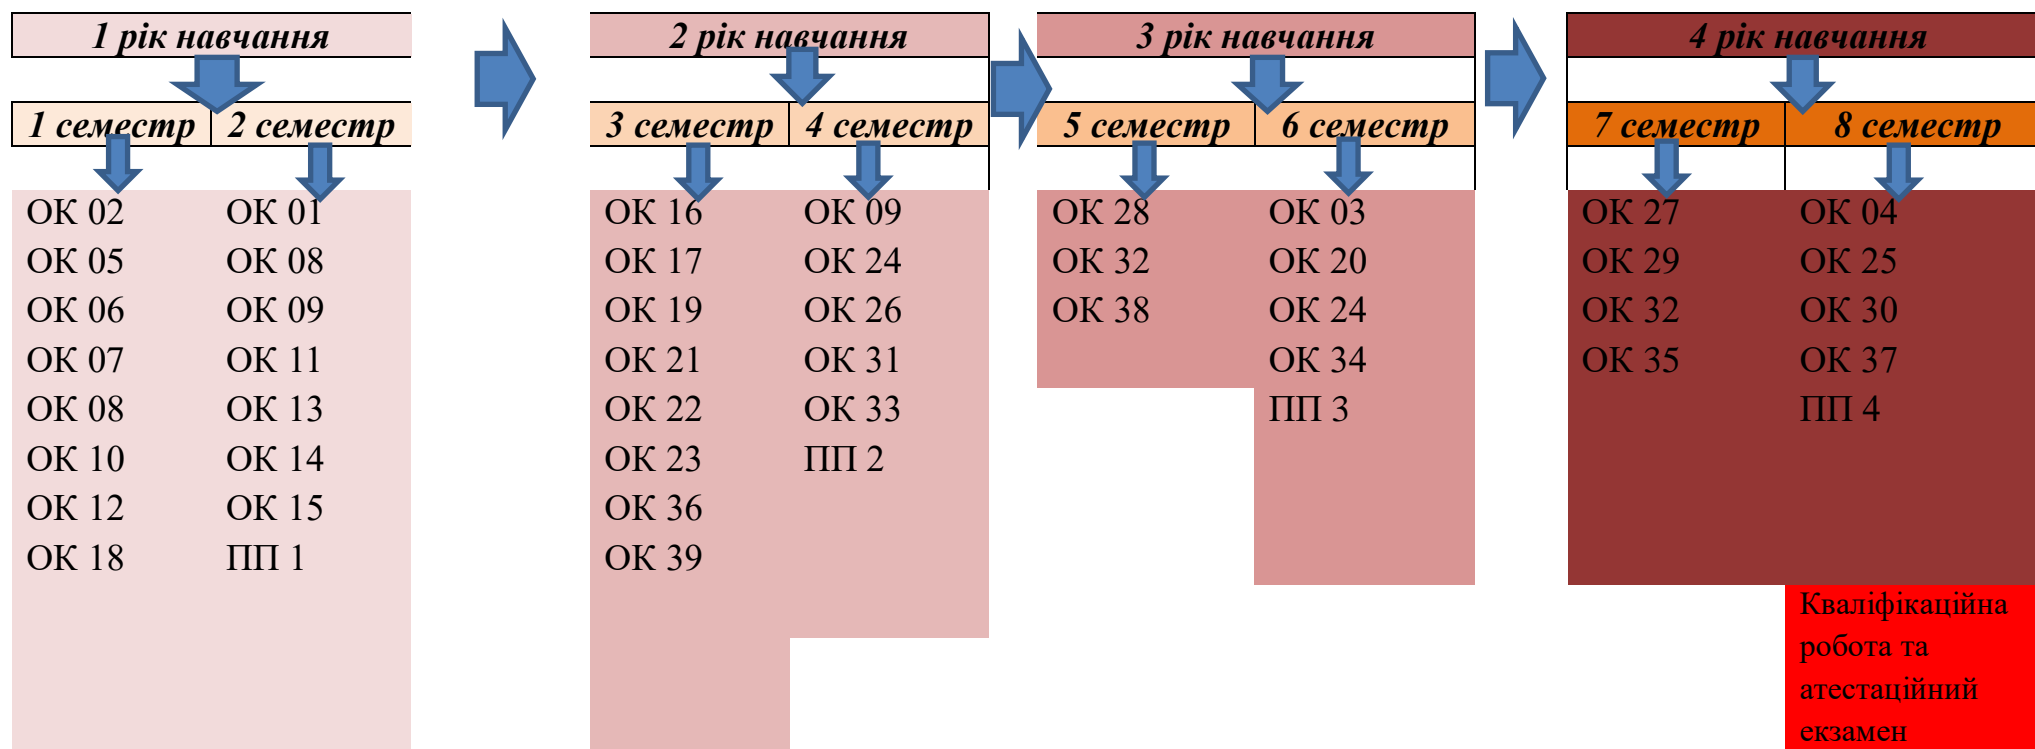 1 рік навчання
2 рік навчання
3 рік навчання
4 рік навчання
1 семестр
2 семестр
3 семестр
4 семестр
5 семестр
6 семестр
7 семестр
8 семестр
ОК 02
ОК 05
ОК 06
ОК 07
ОК 08
ОК 10
ОК 12
ОК 18
ОК 01
ОК 08
ОК 09
ОК 11
ОК 13
ОК 14
ОК 15
ПП 1
ОК 16
ОК 17
ОК 19
ОК 21
ОК 22
ОК 23
ОК 36
ОК 39
ОК 09
ОК 24
ОК 26
ОК 31
ОК 33
ПП 2
ОК 28
ОК 32
ОК 38
ОК 03
ОК 20
ОК 24
ОК 34
ПП 3
ОК 27
ОК 29
ОК 32
ОК 35
ОК 04
ОК 25
ОК 30
ОК 37
ПП 4
Кваліфікаційна
робота та
атестаційний
екзамен